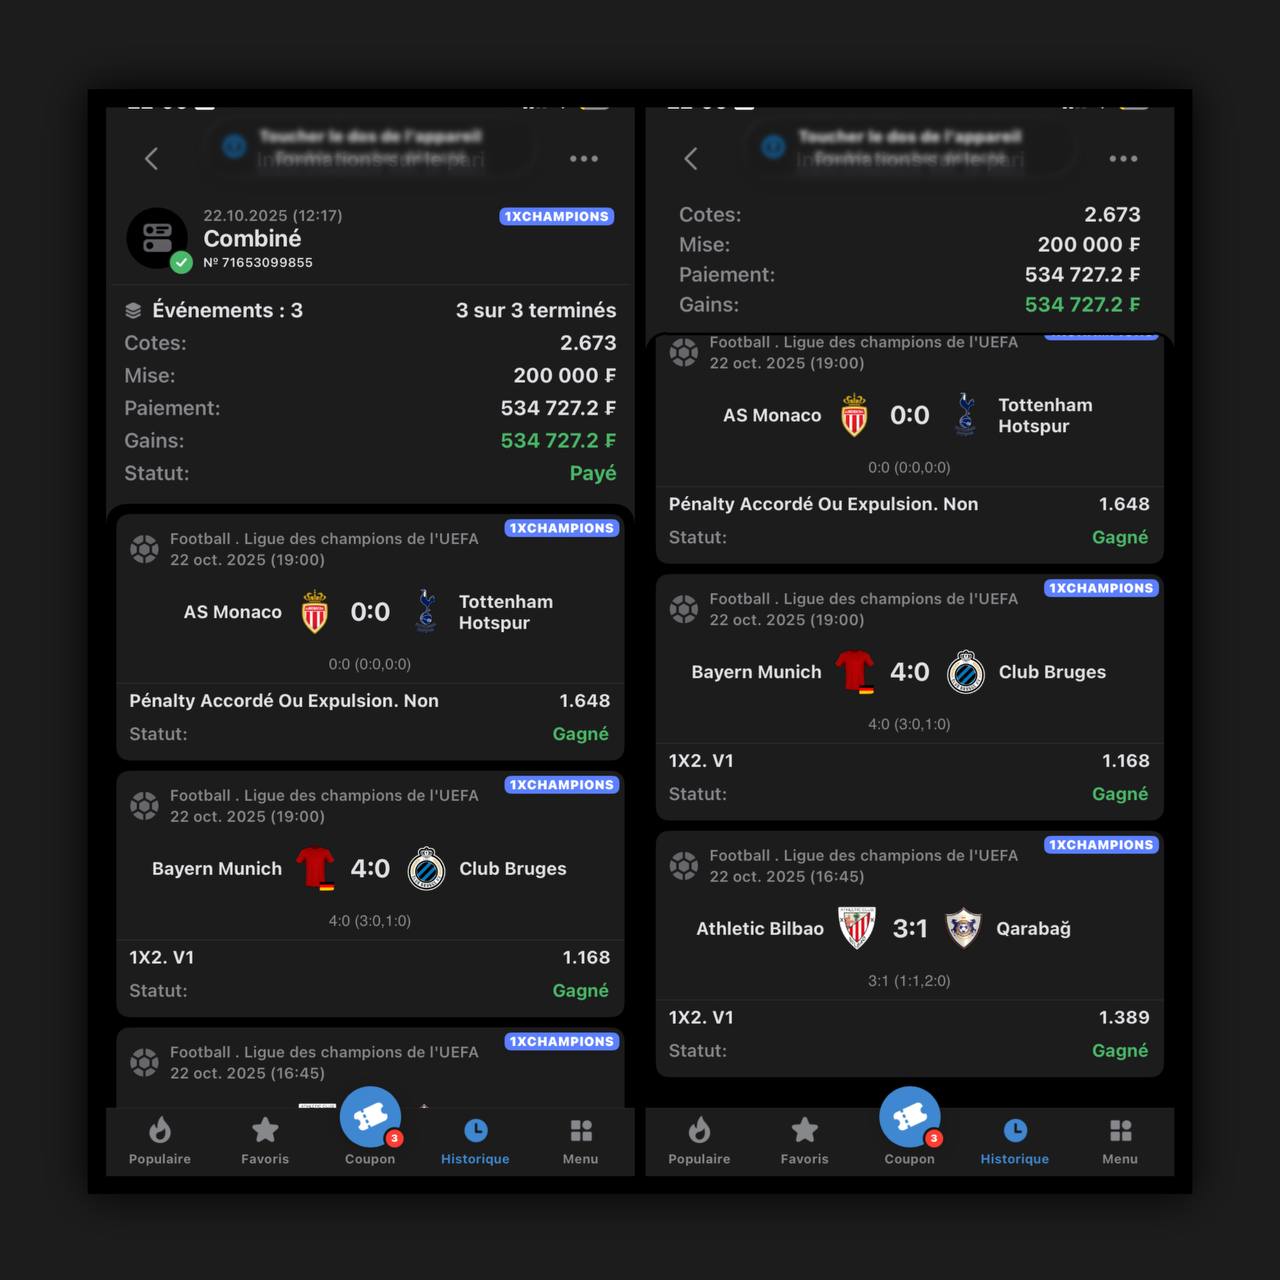 Toucher le dos de l'appareil
22.10.2025 (12:17)
1XCHAMPIONS
Combiné
Nº 71653099855
Événements : 3
3 sur 3 terminés
Cotes:
2.673
Mise:
200 000 ₣
Paiement:
534 727.2 ₣
Gains:
534 727.2 ₣
Statut:
Payé
1XCHAMPIONS
Football . Ligue des champions de l'UEFA
22 oct. 2025 (19:00)
AS Monaco
0:0
Tottenham
Hotspur
0:0 (0:0,0:0)
Pénalty Accordé Ou Expulsion. Non
1.648
Statut:
Gagné
1XCHAMPIONS
Football . Ligue des champions de l'UEFA
22 oct. 2025 (19:00)
Bayern Munich
4:0
Club Bruges
4:0 (3:0,1:0)
1X2. V1
1.168
Statut:
Gagné
1XCHAMPIONS
Football . Ligue des champions de l'UEFA
22 oct. 2025 (16:45)
Populaire
Favoris
3
Coupon
Historique
Menu
Toucher le dos de l'appareil
Cotes:
2.673
Mise:
200 000 ₣
Paiement:
534 727.2 ₣
Gains:
534 727.2 ₣
Football . Ligue des champions de l'UEFA
22 oct. 2025 (19:00)
AS Monaco
0:0
Tottenham
Hotspur
0:0 (0:0,0:0)
Pénalty Accordé Ou Expulsion. Non
1.648
Statut:
Gagné
1XCHAMPIONS
Football . Ligue des champions de l'UEFA
22 oct. 2025 (19:00)
Bayern Munich
4:0
Club Bruges
4:0 (3:0,1:0)
1X2. V1
1.168
Statut:
Gagné
1XCHAMPIONS
Football . Ligue des champions de l'UEFA
22 oct. 2025 (16:45)
Athletic Bilbao
3:1
Qarabağ
3:1 (1:1,2:0)
1X2. V1
1.389
Statut:
Gagné
Populaire
Favoris
3
Coupon
Historique
Menu